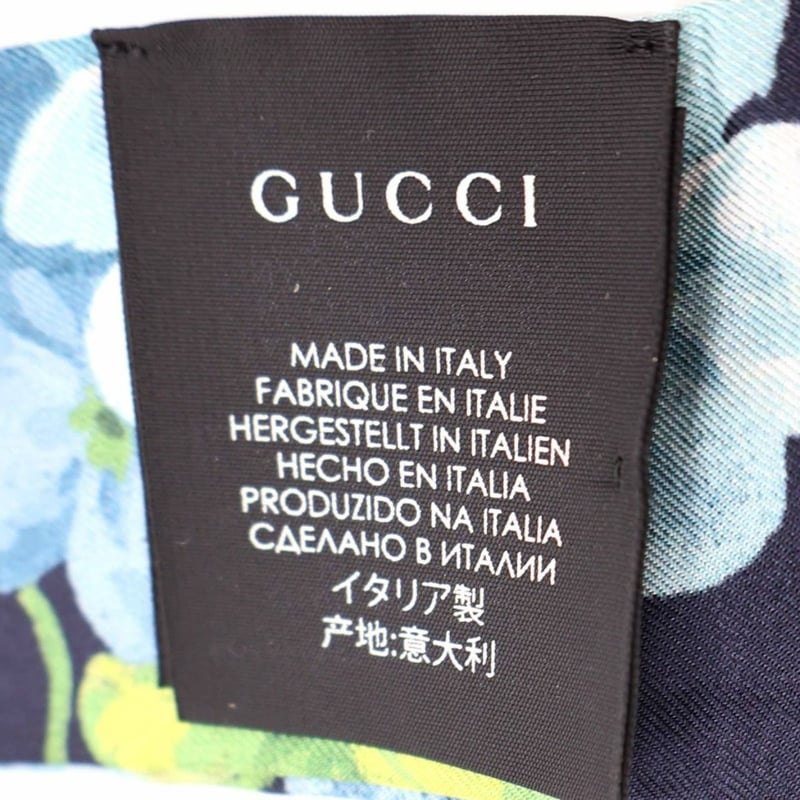 GUCCI
MADE IN ITALY
FABRIQUE EN ITALIE
HERGESTELLT IN ITALIEN
HECHO EN ITALIA
PRODUZIDO NA ITALIA
СДЕЛАНО В ИТАЛИИ
イタリア製
产地:意大利